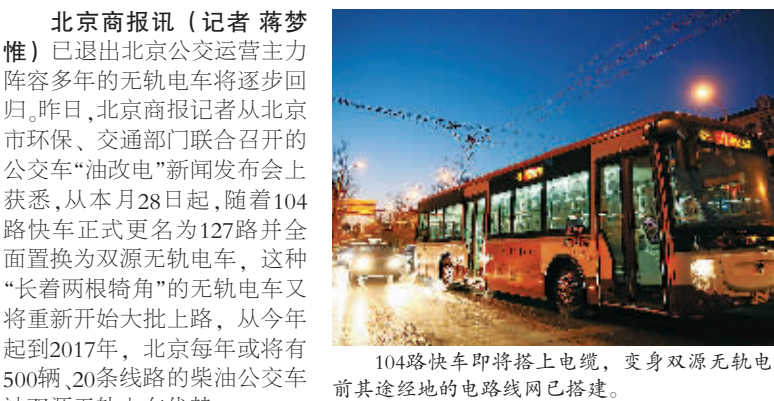 北京商报讯（记者 蒋梦
惟）已退出北京公交运营主力
阵容多年的无轨电车将逐步回
归。昨日，北京商报记者从北京
市环保、交通部门联合召开的
公交车“油改电”新闻发布会上
获悉，从本月28日起，随着104
路快车正式更名为127路并全
面置换为双源无轨电车，这种
“长着两根犄角”的无轨电车又
将重新开始大批上路，从今年
起到2017年，北京每年或将有
500辆、20条线路的柴油公交车
104路快车即将搭上电缆，变身双源无轨电
前其途经地的电路线网已搭建。